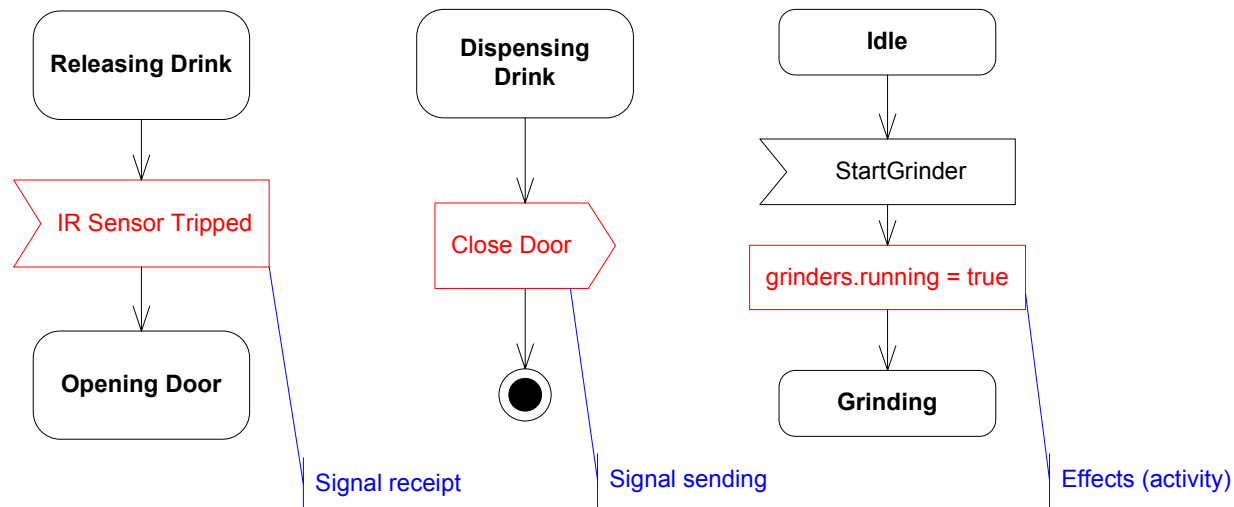 Releasing Drink
IR Sensor Tripped
Opening Door
Signal receipt
Dispensing
Drink
Close Door
Signal sending
Idle
StartGrinder
grinders.running = true
Grinding
Effects (activity)